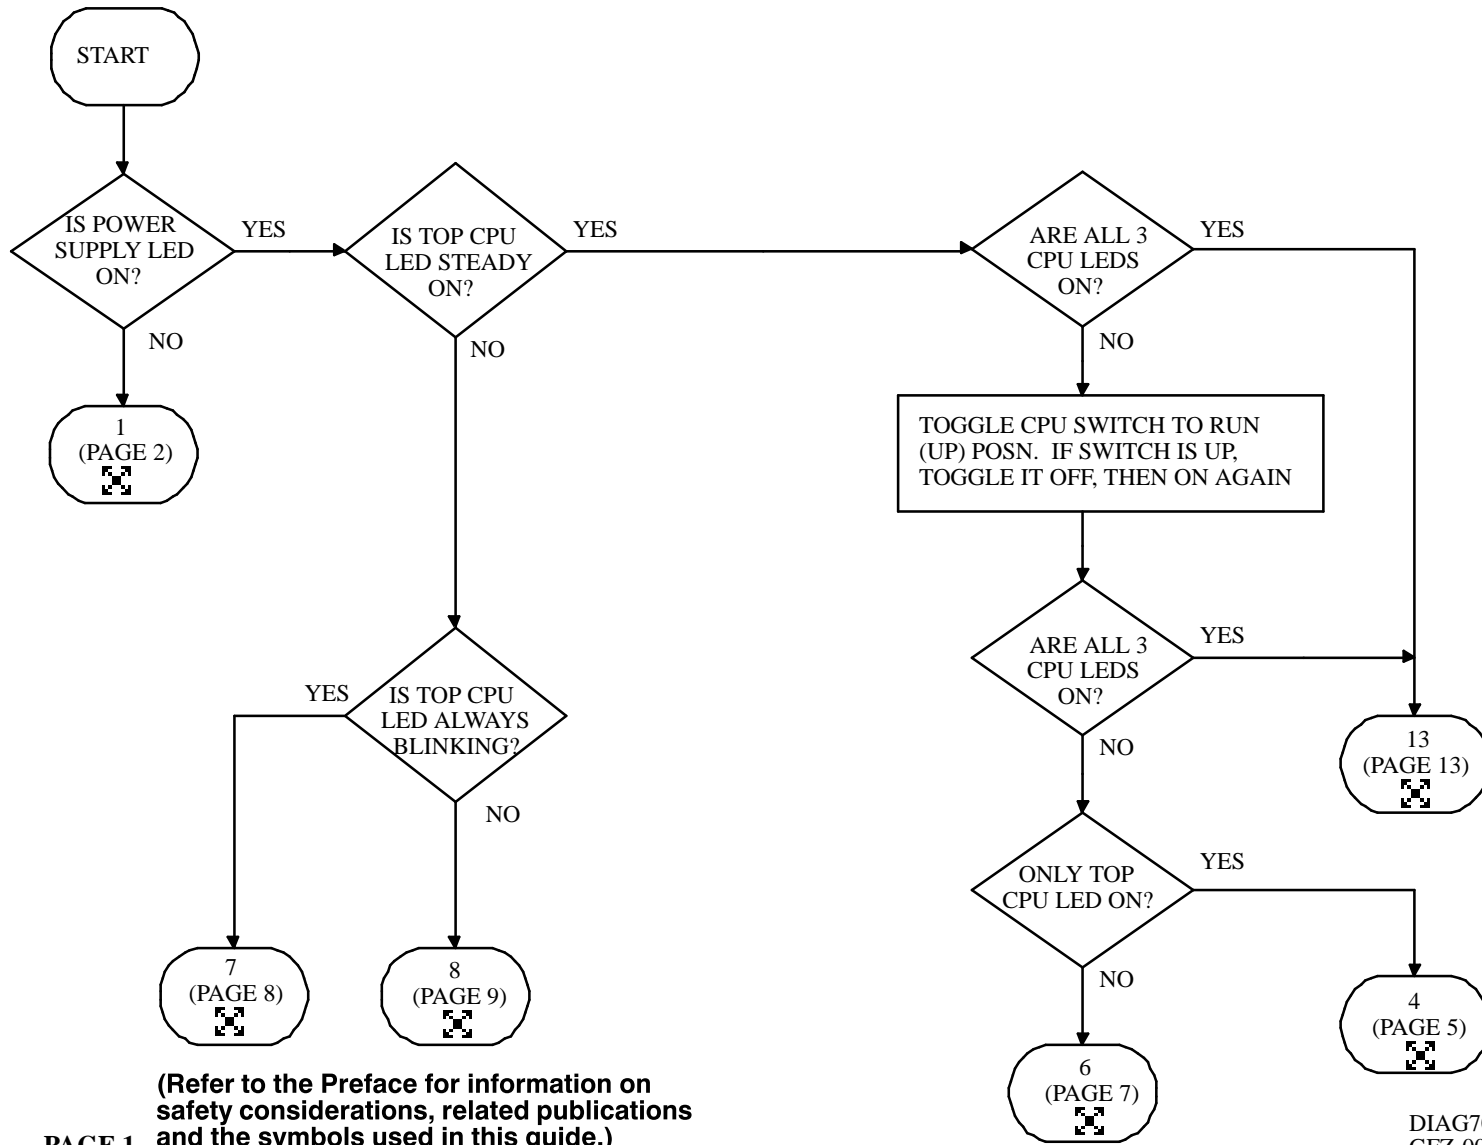 START
IS POWER
SUPPLY LED
ON?
YES
NO
1
(PAGE 2)
IS TOP CPU
LED STEADY
ON?
YES
NO
ARE ALL 3
CPU LEDS
ON?
YES
NO
TOGGLE CPU SWITCH TO RUN
(UP) POSN. IF SWITCH IS UP,
TOGGLE IT OFF, THEN ON AGAIN
ARE ALL 3
CPU LEDS
ON?
YES
NO
13
(PAGE 13)
IS TOP CPU
LED ALWAYS
BLINKING?
YES
NO
7
(PAGE 8)
8
(PAGE 9)
ONLY TOP
CPU LED ON?
YES
NO
4
(PAGE 5)
6
(PAGE 7)
(Refer to the Preface for information on
safety considerations, related publications
and the symbols used in this guide.)
PAGE 1